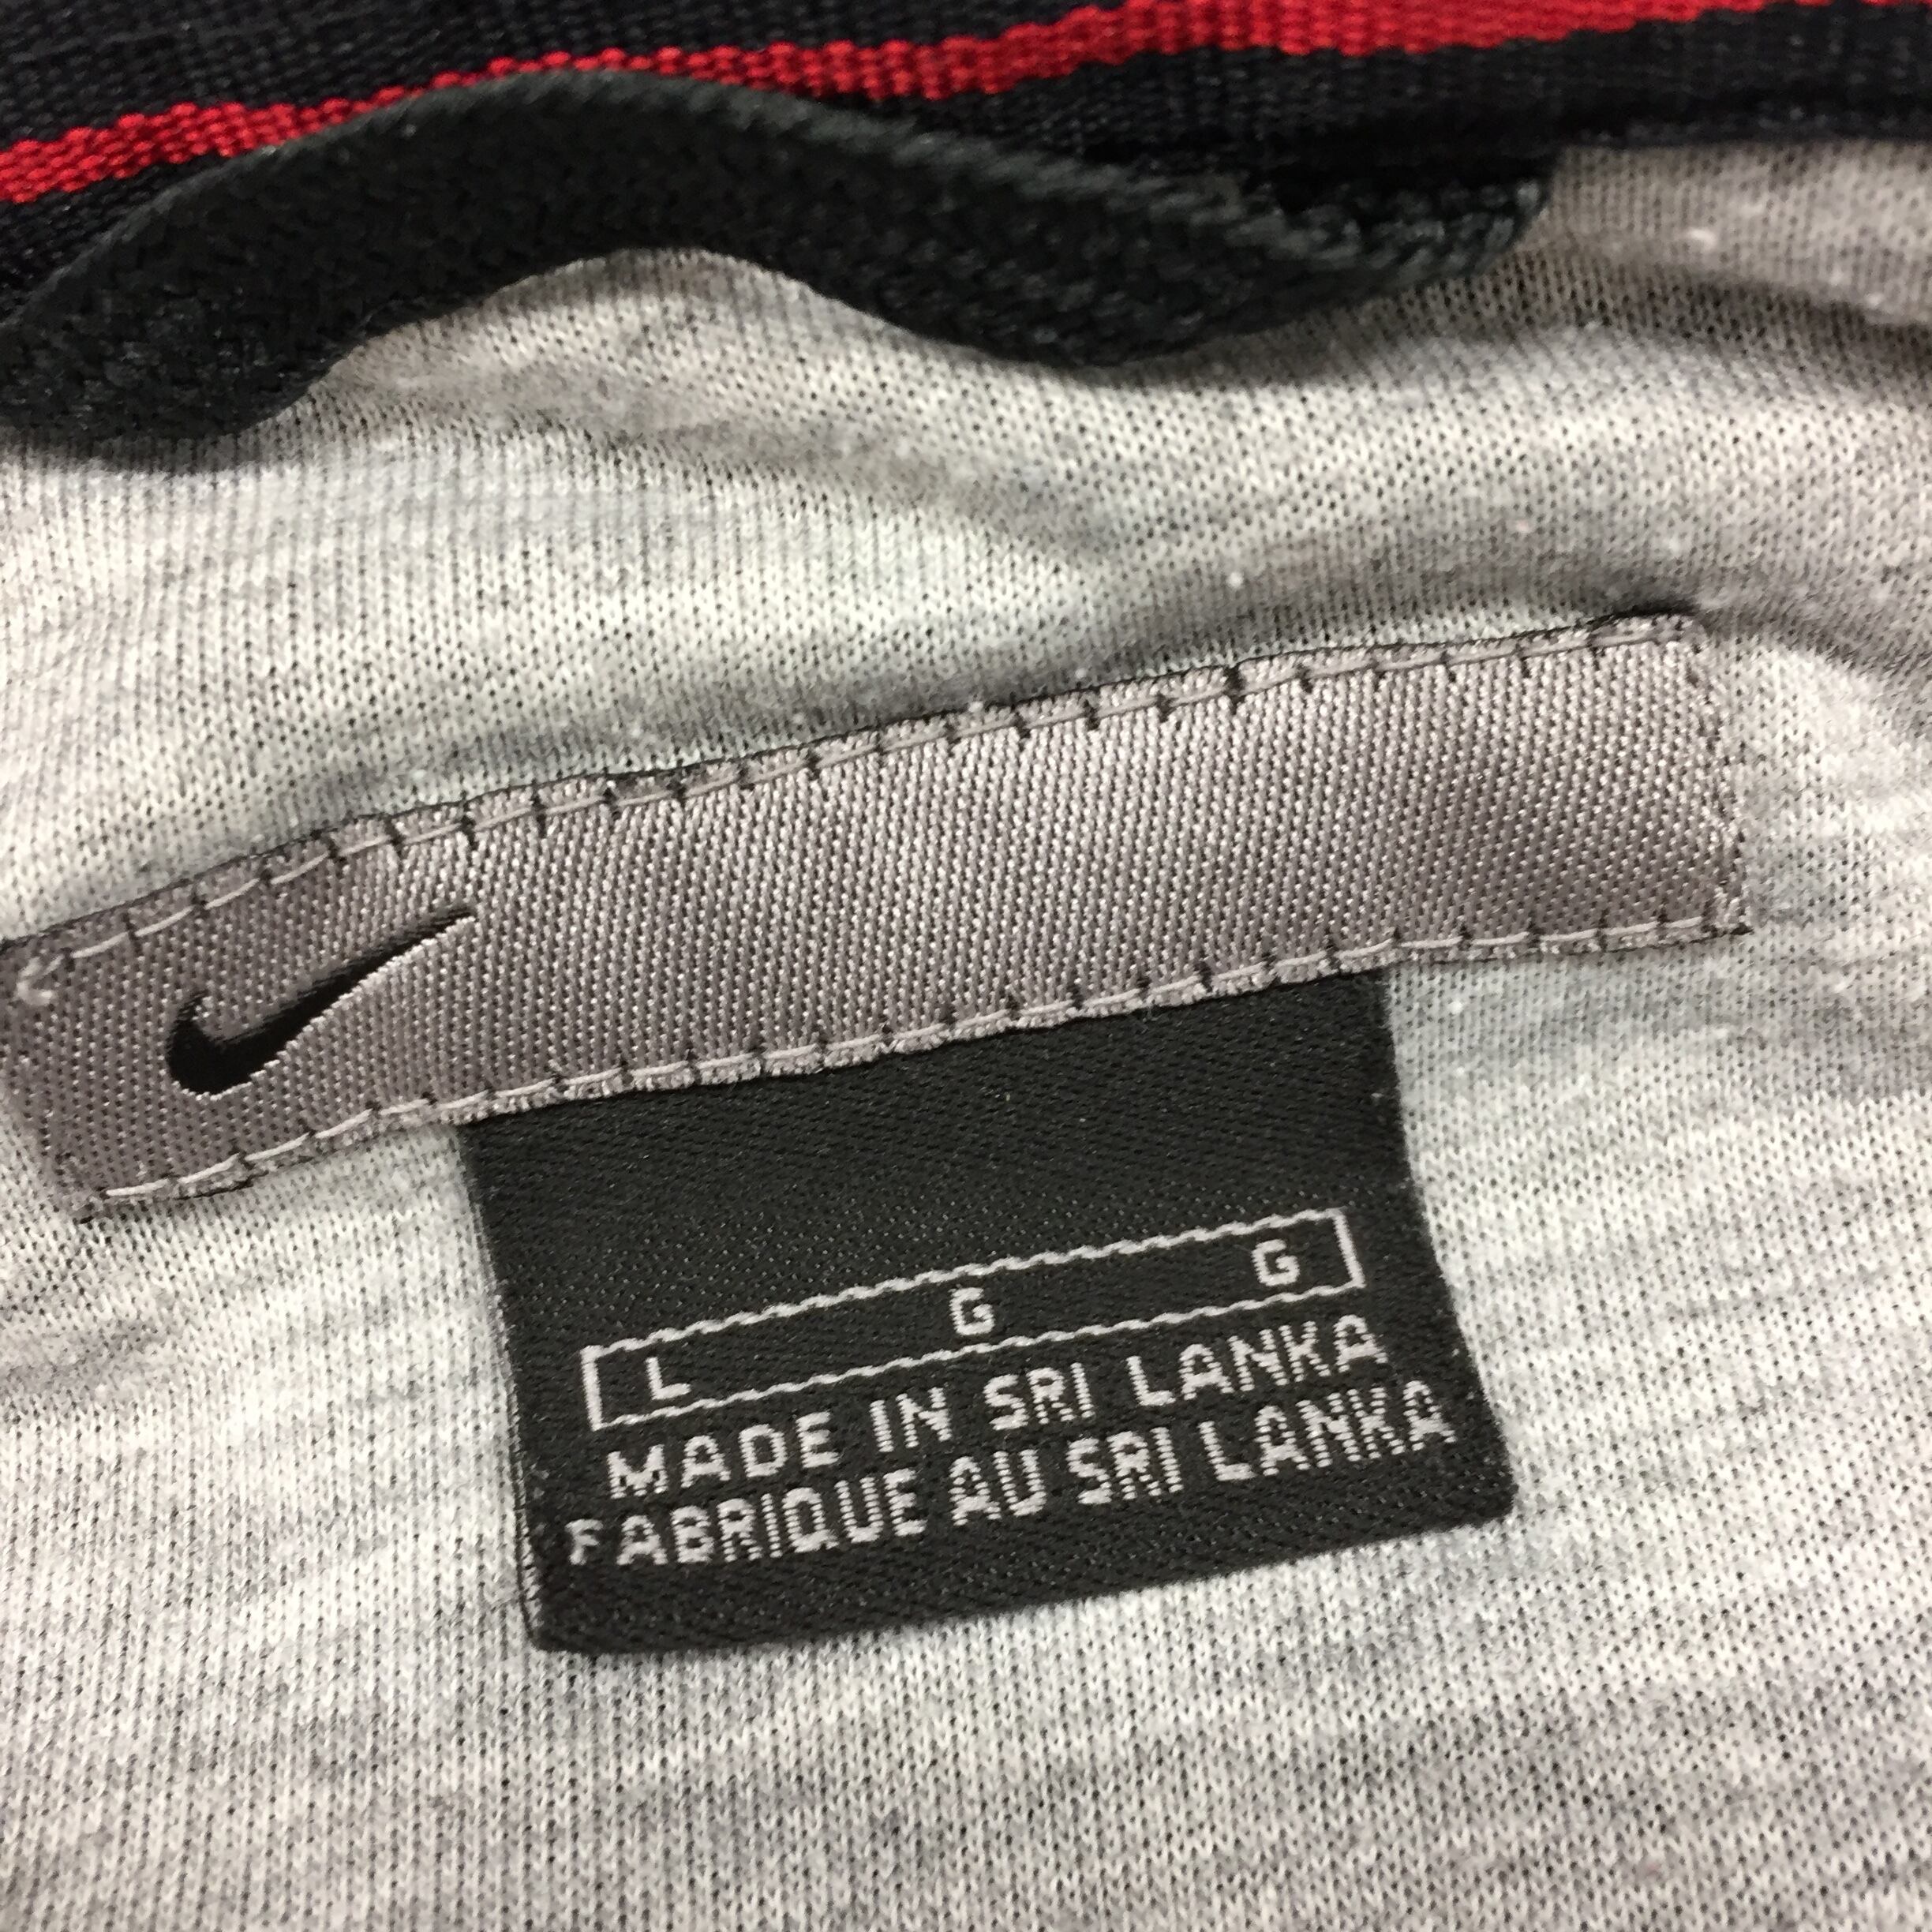 L G G
MADE IN SRI LANKA
FABRIQUE AU SRI LANKA